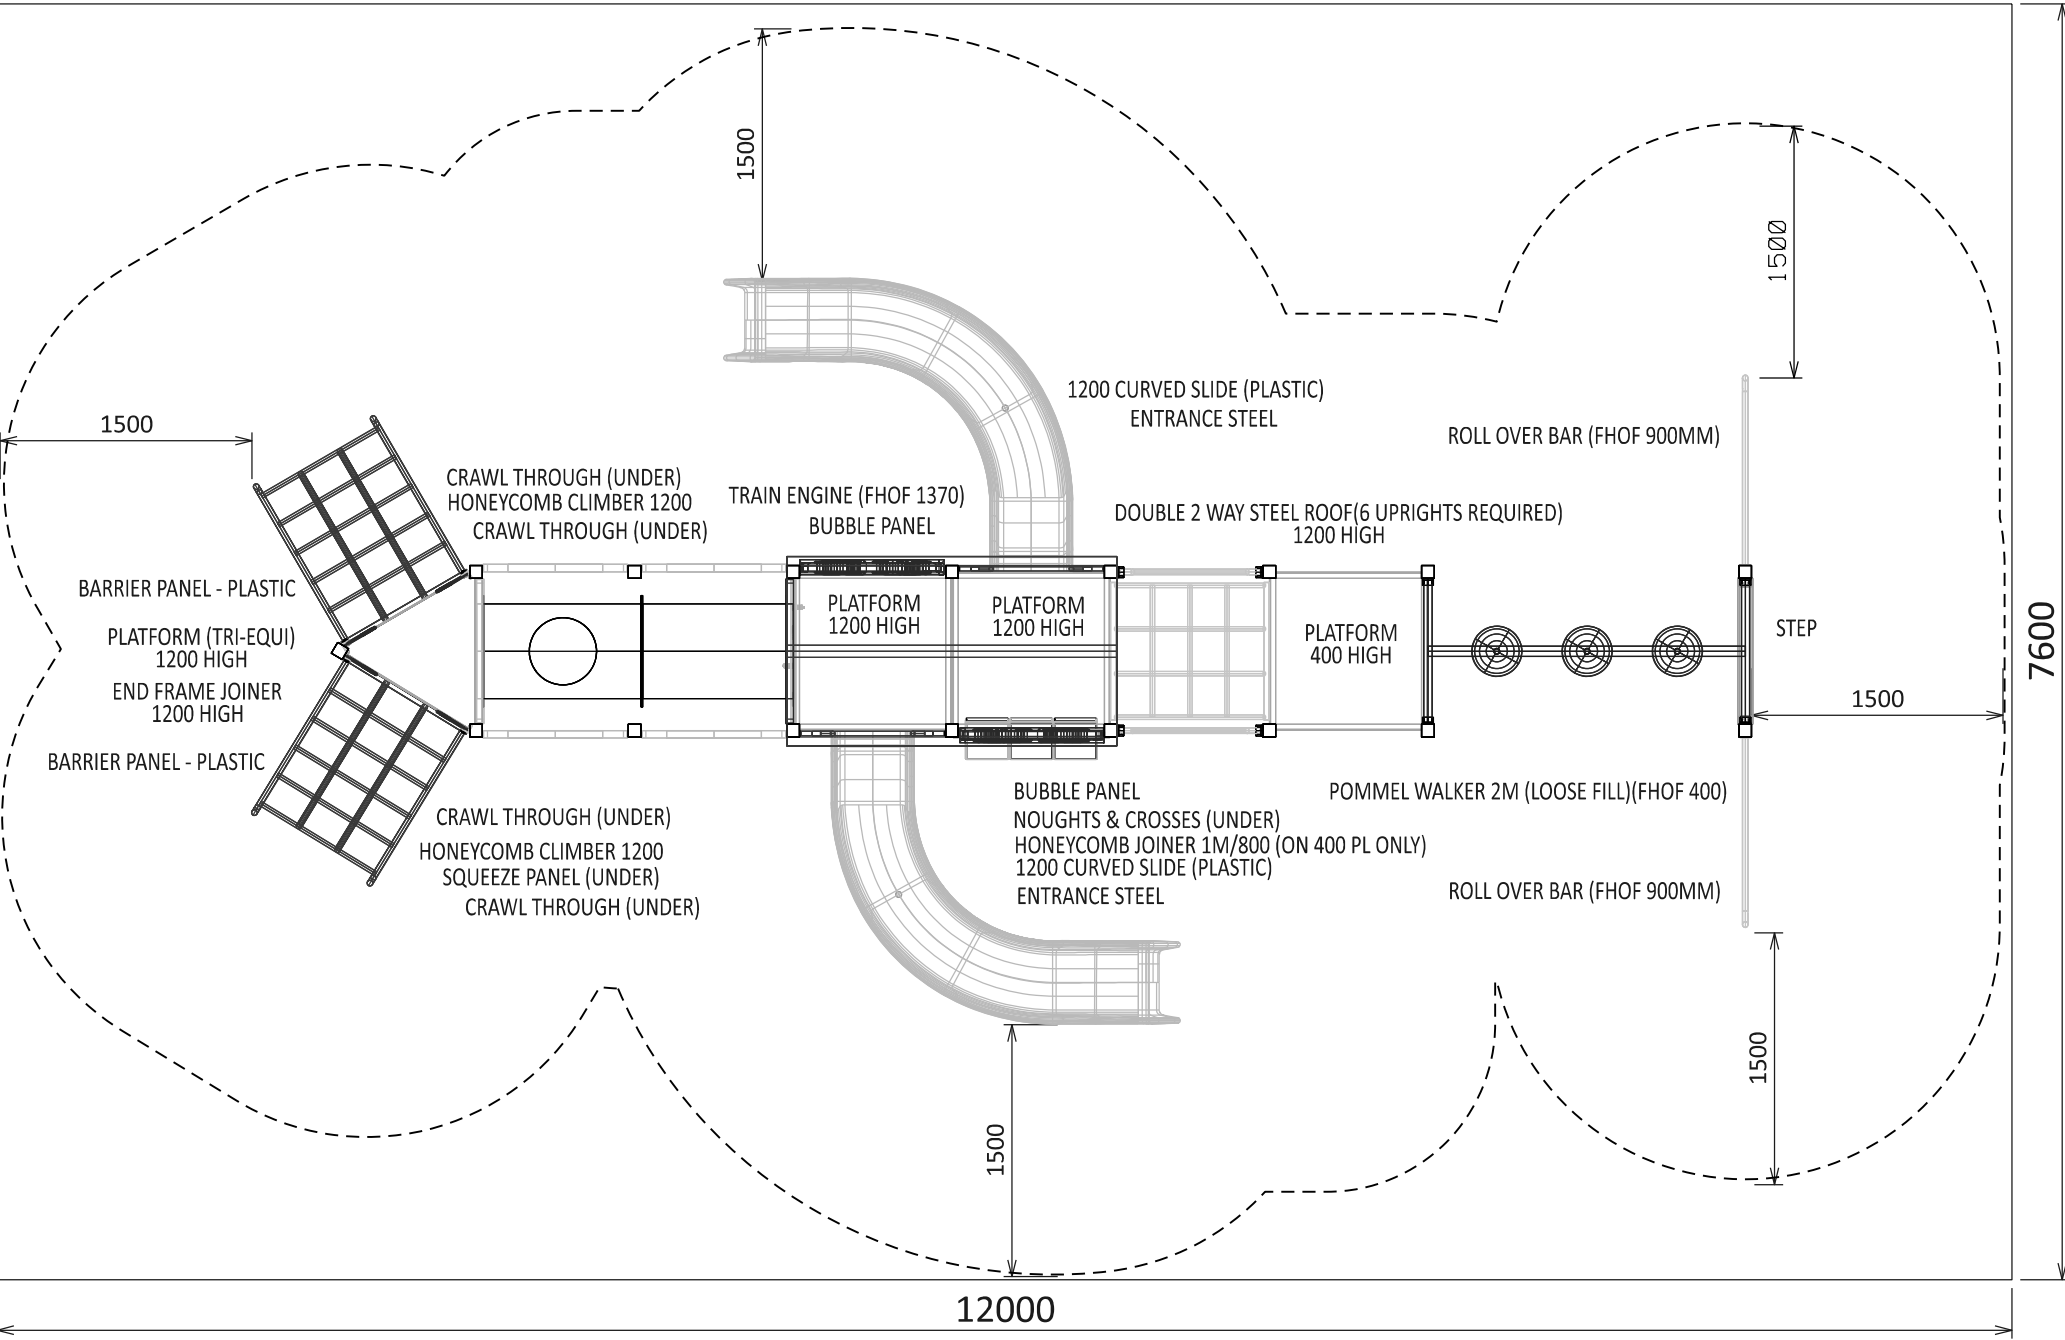 1500
1500
1200 CURVED SLIDE (PLASTIC)
ENTRANCE STEEL
1500
ROLL OVER BAR (FHOF 900MM)
CRAWL THROUGH (UNDER)
HONEYCOMB CLIMBER 1200
CRAWL THROUGH (UNDER)
TRAIN ENGINE (FHOF 1370)
BUBBLE PANEL
DOUBLE 2 WAY STEEL ROOF(6 UPRIGHTS REQUIRED)
1200 HIGH
BARRIER PANEL - PLASTIC
PLATFORM (TRI-EQUI)
1200 HIGH
END FRAME JOINER
1200 HIGH
BARRIER PANEL - PLASTIC
PLATFORM
1200 HIGH
PLATFORM
1200 HIGH
PLATFORM
400 HIGH
STEP
7600
1500
CRAWL THROUGH (UNDER)
HONEYCOMB CLIMBER 1200
SQUEEZE PANEL (UNDER)
CRAWL THROUGH (UNDER)
BUBBLE PANEL
NOUGHTS & CROSSES (UNDER)
HONEYCOMB JOINER 1M/800 (ON 400 PL ONLY)
1200 CURVED SLIDE (PLASTIC)
ENTRANCE STEEL
POMMEL WALKER 2M (LOOSE FILL)(FHOF 400)
ROLL OVER BAR (FHOF 900MM)
1500
1500
12000